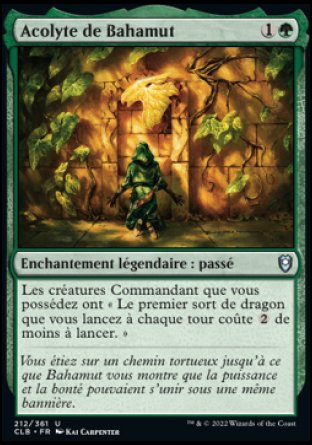 Acolyte de Bahamut 1
Enchantement légendaire : passé
Les créatures Commandant que vous
possédez ont « Le premier sort de dragon
que vous lancez à chaque tour coûte 2 de
moins à lancer. »
Vous étiez sur un chemin tortueux jusqu'à ce
que Bahamut vous montre que la puissance
et la bonté pouvaient s'unir sous une même
bannière.
212/361 U
CLB • FR Kai Carpenter
™ & © 2022 Wizards of the Coast